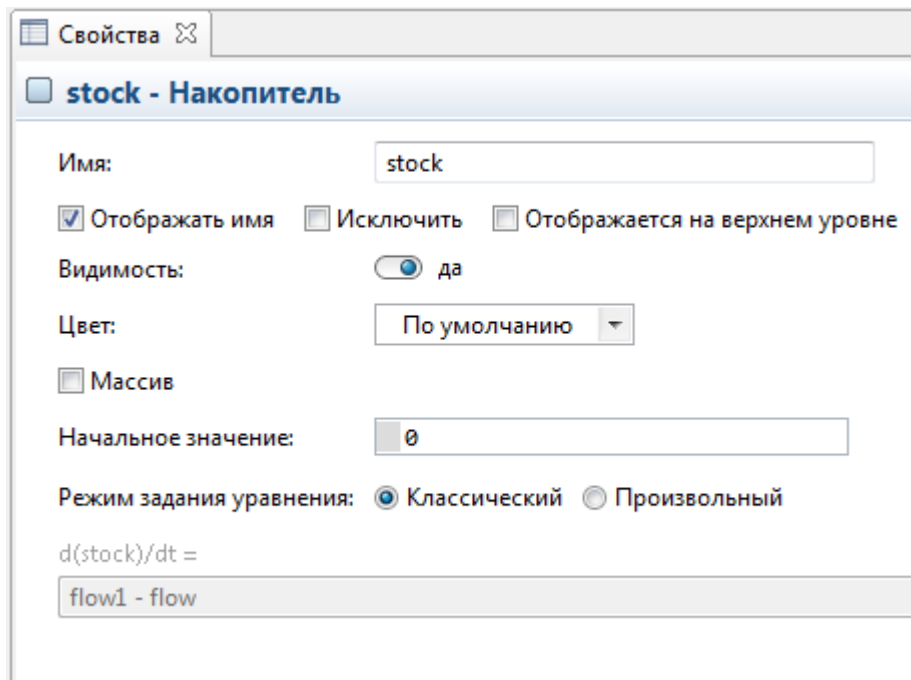 Свойства
stock - Накопитель
Имя: stock
Отображать имя Исключить Отображается на верхнем уровне
Видимость: да
Цвет: По умолчанию
Массив
Начальное значение: 0
Режим задания уравнения: Классический Произвольный
d(stock)/dt =
flow1 - flow